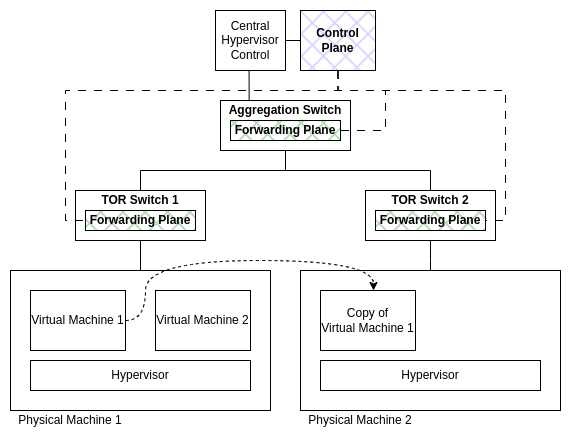 Central
Hypervisor
Control
Control
Plane
Aggregation Switch
Forwarding Plane
TOR Switch 1
Forwarding Plane
TOR Switch 2
Forwarding Plane
Virtual Machine 1
Virtual Machine 2
Copy of
Virtual Machine 1
Hypervisor
Hypervisor
Physical Machine 1
Physical Machine 2